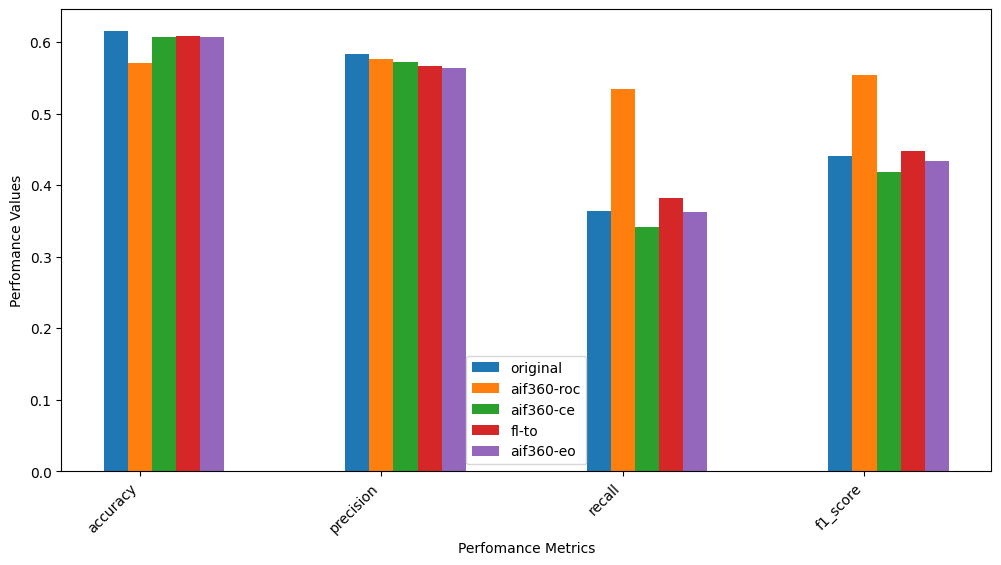 Perfomance Values
0.6
0.5
0.4
0.3
0.2
0.1
0.0
original
aif360-roc
aif360-ce
fl-to
aif360-eo
accuracy
precision
recall
f1_score
Perfomance Metrics